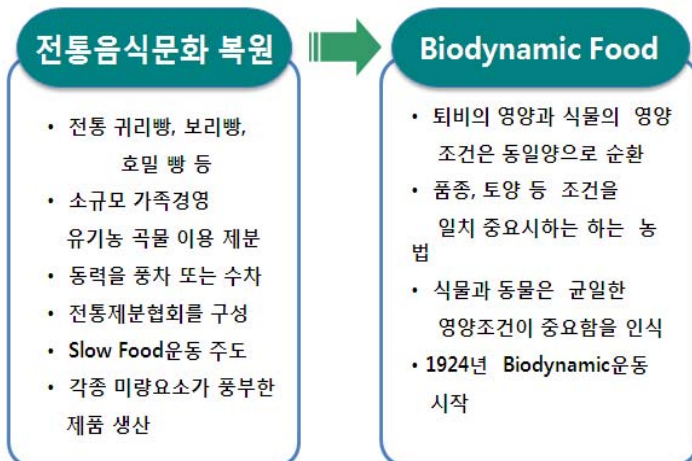 전통음식문화 복원
• 전통 귀리빵, 보리빵,
호밀 빵 등
• 소규모 가족경영
유기농 곡물 이용 제분
• 동력을 풍차 또는 수차
• 전통제분협회를 구성
• Slow Food운동 주도
• 각종 미량요소가 풍부한
제품 생산
Biodynamic Food
• 퇴비의 영양과 식물의 영양
조건은 동일양으로 순환
• 품종, 토양 등 조건을
일치 중요시하는 하는 농
법
• 식물과 동물은 균일한
영양조건이 중요함을 인식
• 1924년 Biodynamic운동
시작